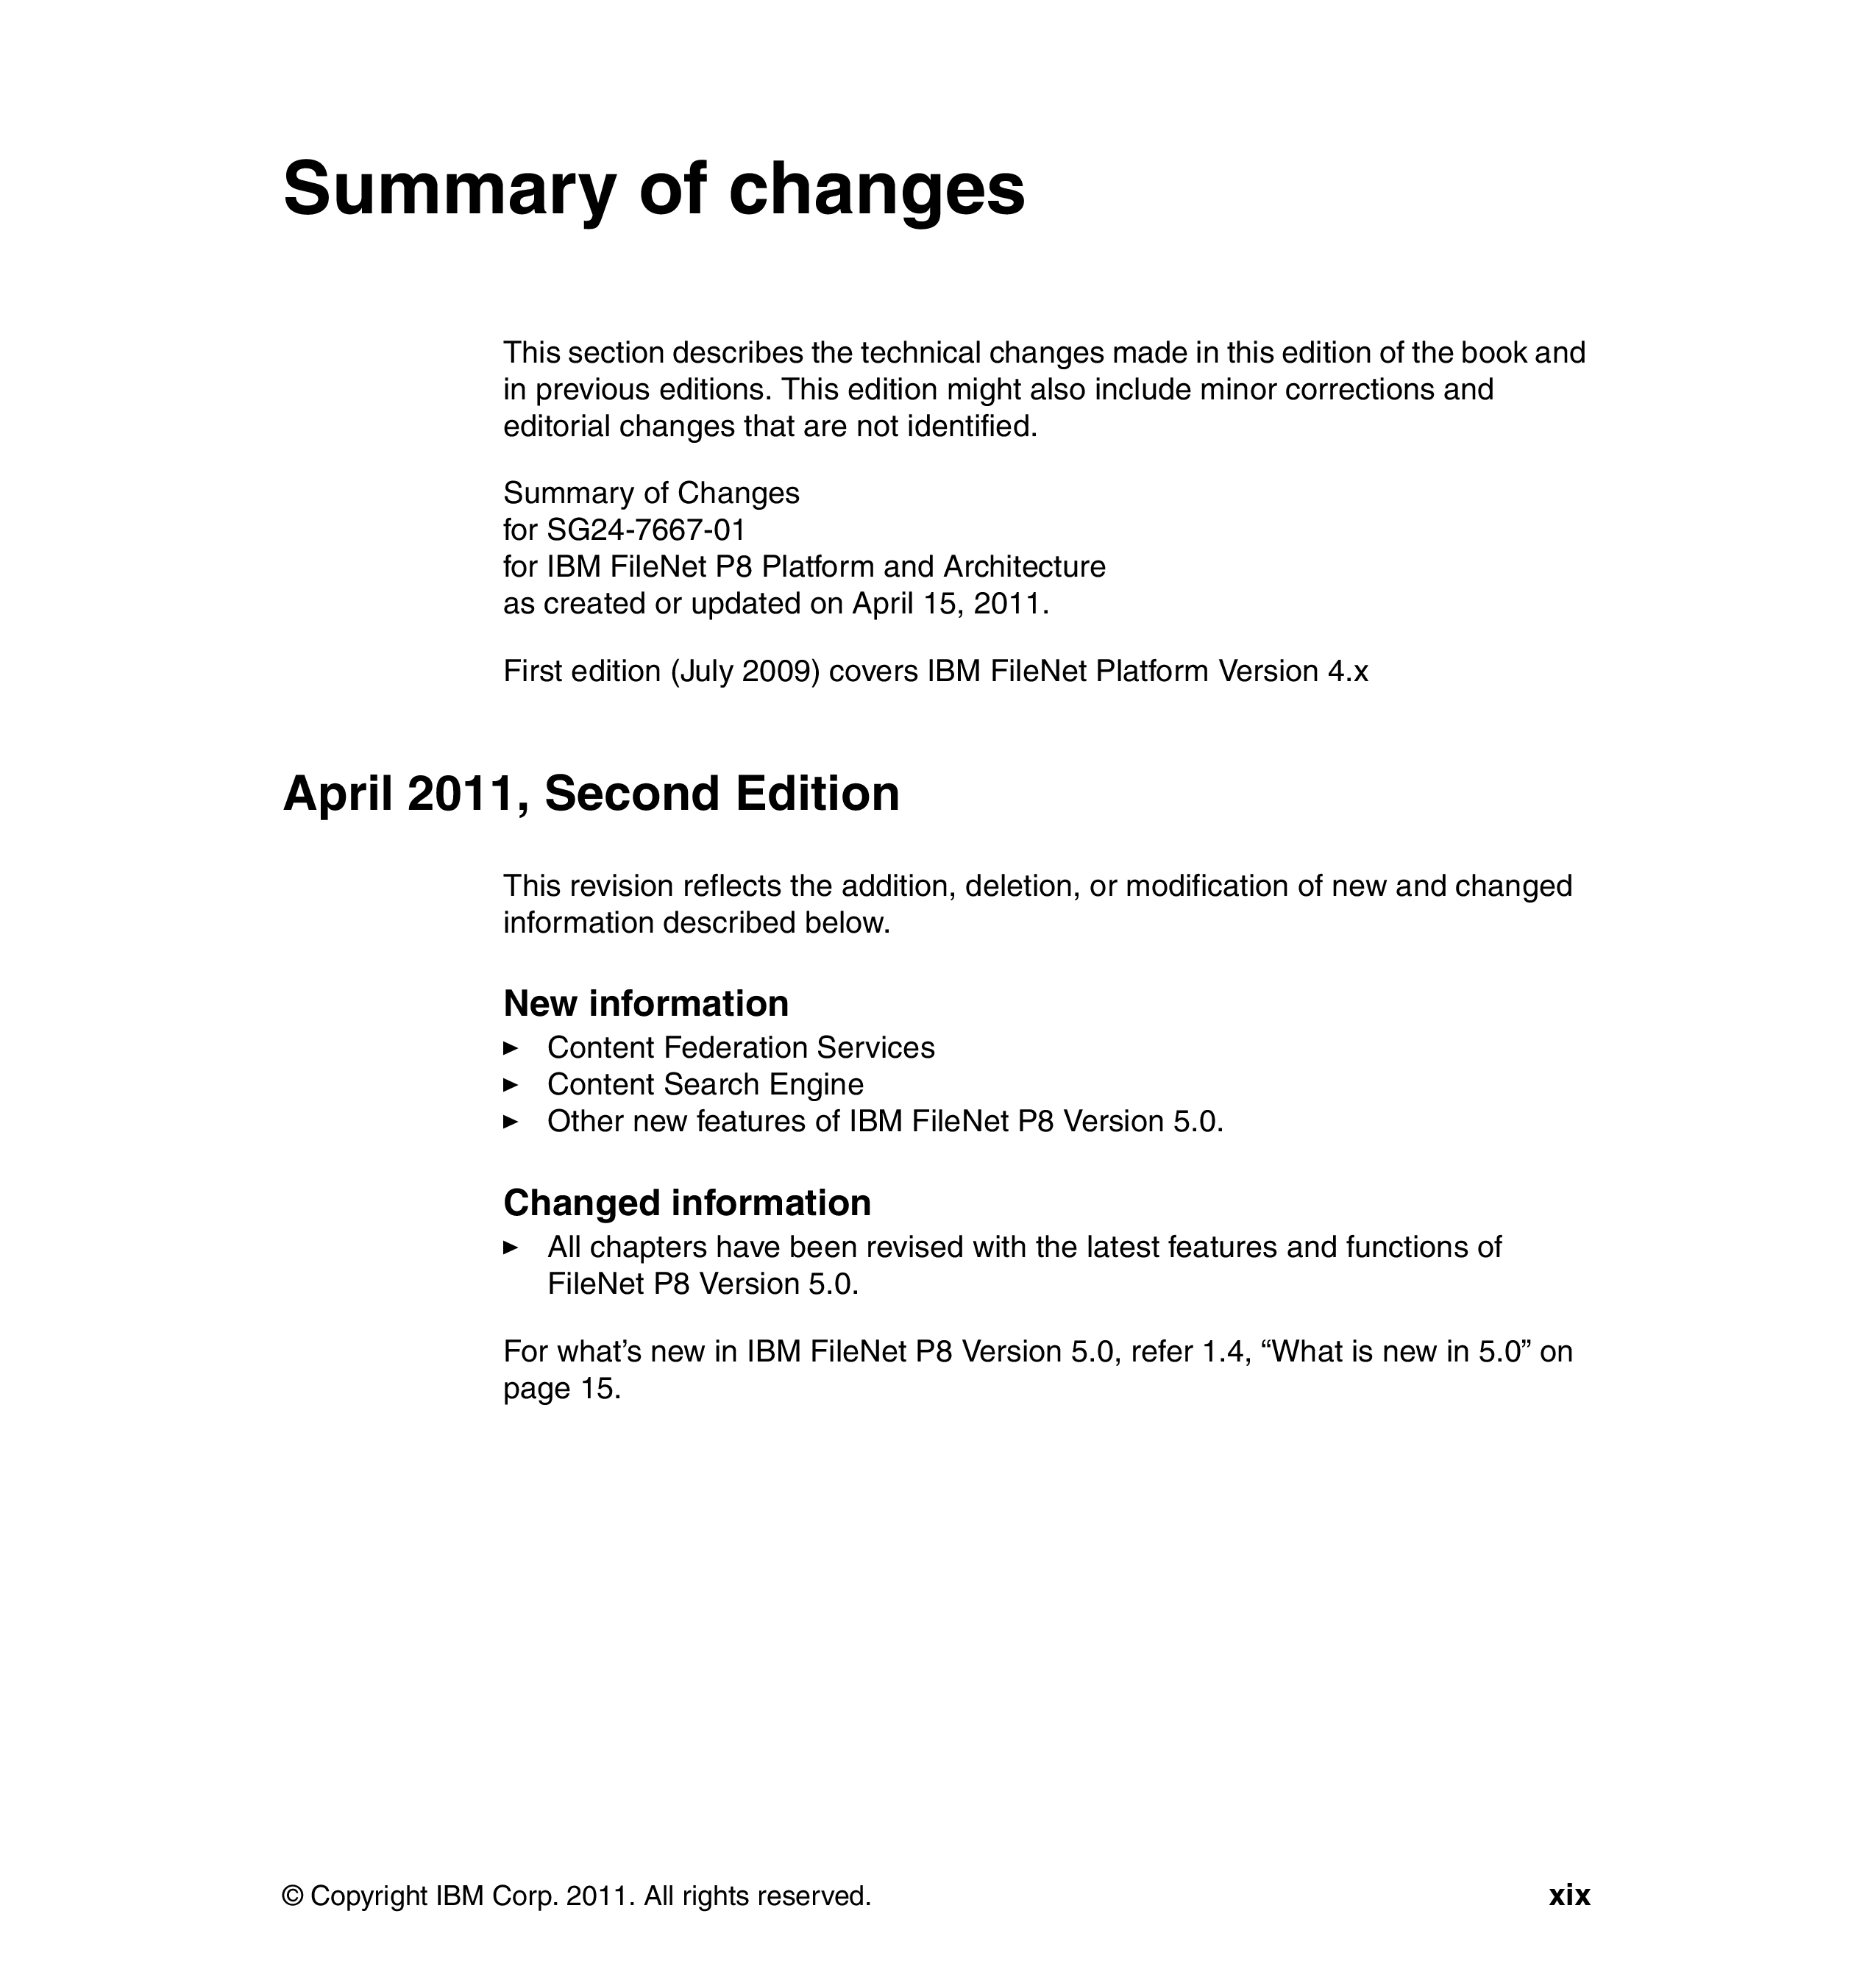 Summary of changes
This section describes the technical changes made in this edition of the book and
in previous editions. This edition might also include minor corrections and
editorial changes that are not identified.
Summary of Changes
for SG24-7667-01
for IBM FileNet P8 Platform and Architecture
as created or updated on April 15, 2011.
First edition (July 2009) covers IBM FileNet Platform Version 4.x
April 2011, Second Edition
This revision reflects the addition, deletion, or modification of new and changed
information described below.
New information
► Content Federation Services
► Content Search Engine
► Other new features of IBM FileNet P8 Version 5.0.
Changed information
► All chapters have been revised with the latest features and functions of
FileNet P8 Version 5.0.
For what’s new in IBM FileNet P8 Version 5.0, refer 1.4, “What is new in 5.0” on
page 15.
© Copyright IBM Corp. 2011. All rights reserved. xix